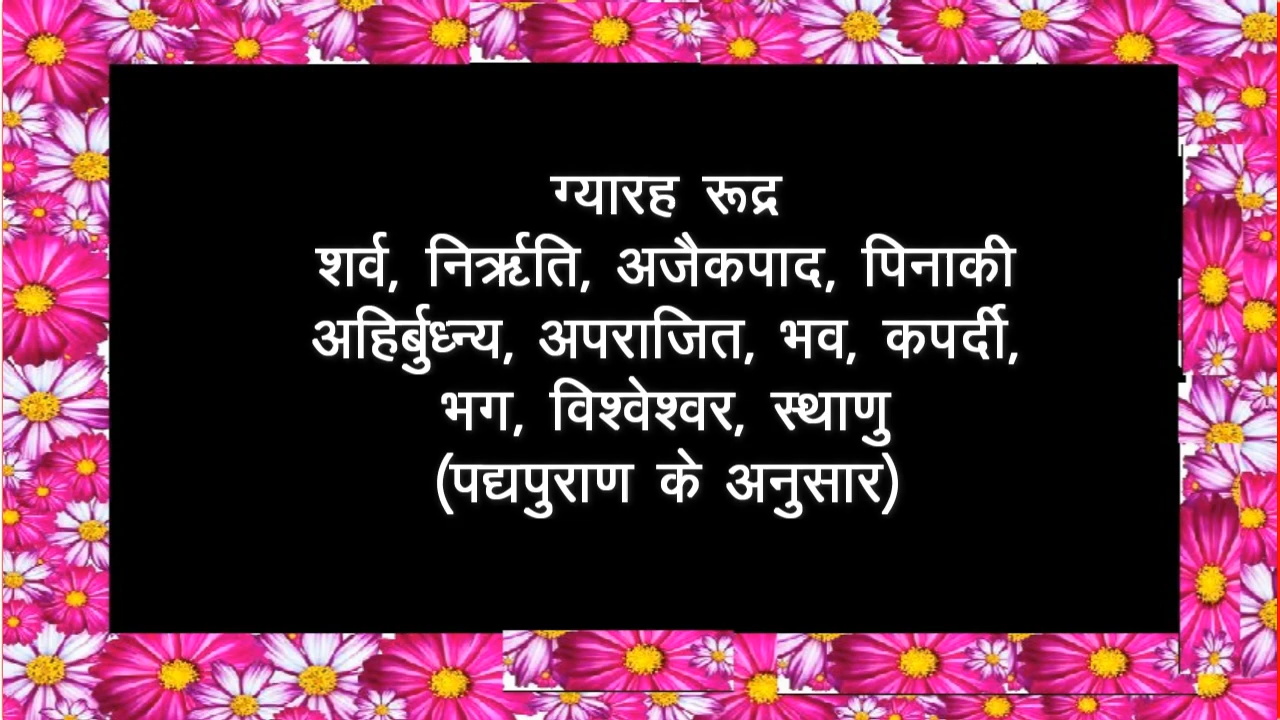 ग्यारह रूद्र
शर्व, निर्ऋति, अजैकपाद, पिनाकी
अहिर्बुध्न्य, अपराजित, भव, कपर्दी,
भग, विश्वेश्वर, स्थाणु
(पद्यपुराण के अनुसार)